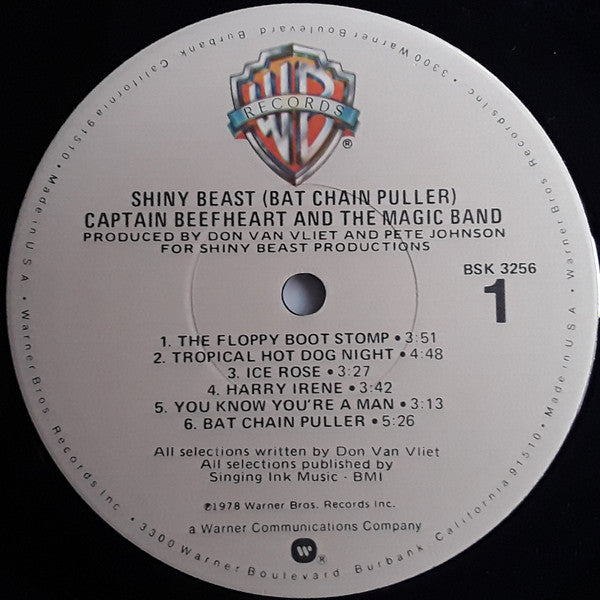 WB
RECORDS
®
SHINY BEAST (BAT CHAIN PULLER)
CAPTAIN BEEFHEART AND THE MAGIC BAND
PRODUCED BY DON VAN VLIET AND PETE JOHNSON
FOR SHINY BEAST PRODUCTIONS
BSK 3256
1
1. THE FLOPPY BOOT STOMP • 3:51
2. TROPICAL HOT DOG NIGHT • 4:48
3. ICE ROSE • 3:27
4. HARRY IRENE • 3:42
5. YOU KNOW YOU'RE A MAN • 3:13
6. BAT CHAIN PULLER • 5:26
All selections written by Don Van Vliet
All selections published by
Singing Ink Music - BMI
℗1978 Warner Bros. Records Inc.
a Warner Communications Company
W®
Warner Bros. Records Inc. • 3300 Warner Boulevard Burbank California 91510 • Made in USA • Warner Bros Records Inc • 3300 Warner Boulevard Burbank California 91510 • Made in USA •